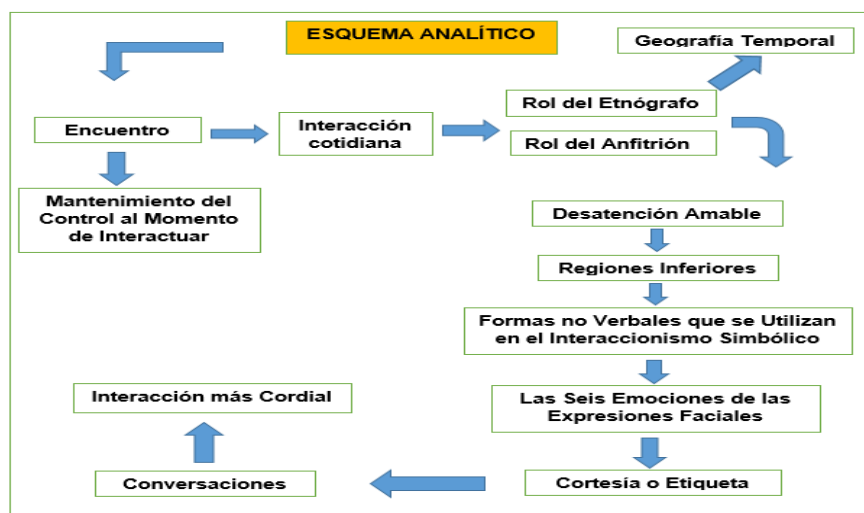 ESQUEMA ANALÍTICO
Geografía Temporal
Encuentro
Interacción
cotidiana
Rol del Etnógrafo
Rol del Anfitrión
Mantenimiento del
Control al Momento
de Interactuar
Desatención Amable
Regiones Inferiores
Formas no Verbales que se Utilizan
en el Interaccionismo Simbólico
Las Seis Emociones de las
Expresiones Faciales
Cortesía o Etiqueta
Conversaciones
Interacción más Cordial